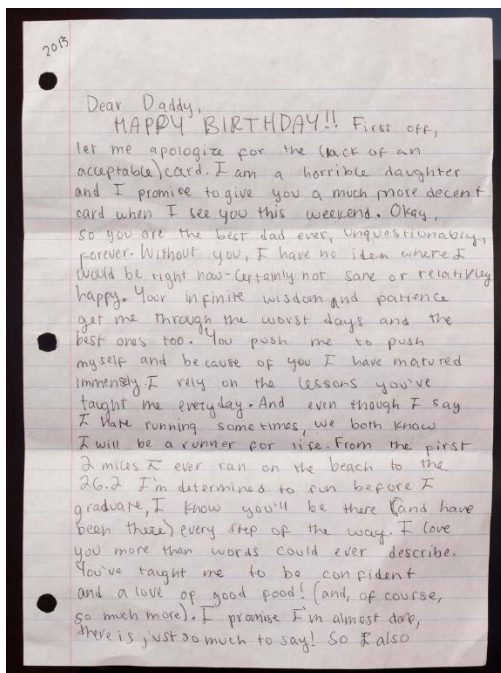 2013
Dear Daddy,
HAPPY BIRTHDAY!! First off,
let me apologize for the (lack of an
acceptable) card. I am a horrible daughter
and I promise to give you a much more decent
card when I see you this weekend. Okay,
so you are the best dad ever, unquestionably,
forever. Without you, I have no idea where I
would be right now- certainly not sane or relativley
happy. Your infinite wisdom and patience
get me through the worst days and the
best ones too. You push me to push
myself and because of you I have matured
immensely. I rely on the lessons you've
taught me everyday. And even though I say
I hate running sometimes, we both know
I will be a runner for life. From the first
2 miles I ever ran on the beach to the
26.2 I'm determined to run before I
graduate, I know you'll be there (and have
been there) every step of the way. I love
you more than words could ever describe.
You've taught me to be confident
and a love of good food! (and, of course,
so much more). I promise I'm almost done,
there is just so much to say! So I also